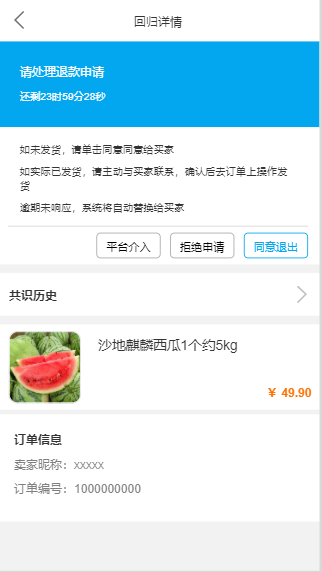 回归详情
请处理退款申请
还剩23时59分28秒
如未发货，请单击同意同意给买家
如实际已发货，请主动与买家联系，确认后去订单上操作发
货
逾期未响应，系统将自动替换给买家
平台介入 拒绝申请 同意退出
共识历史
沙地麒麟西瓜1个约5kg
¥ 49.90
订单信息
卖家昵称：xxxxx
订单编号：1000000000